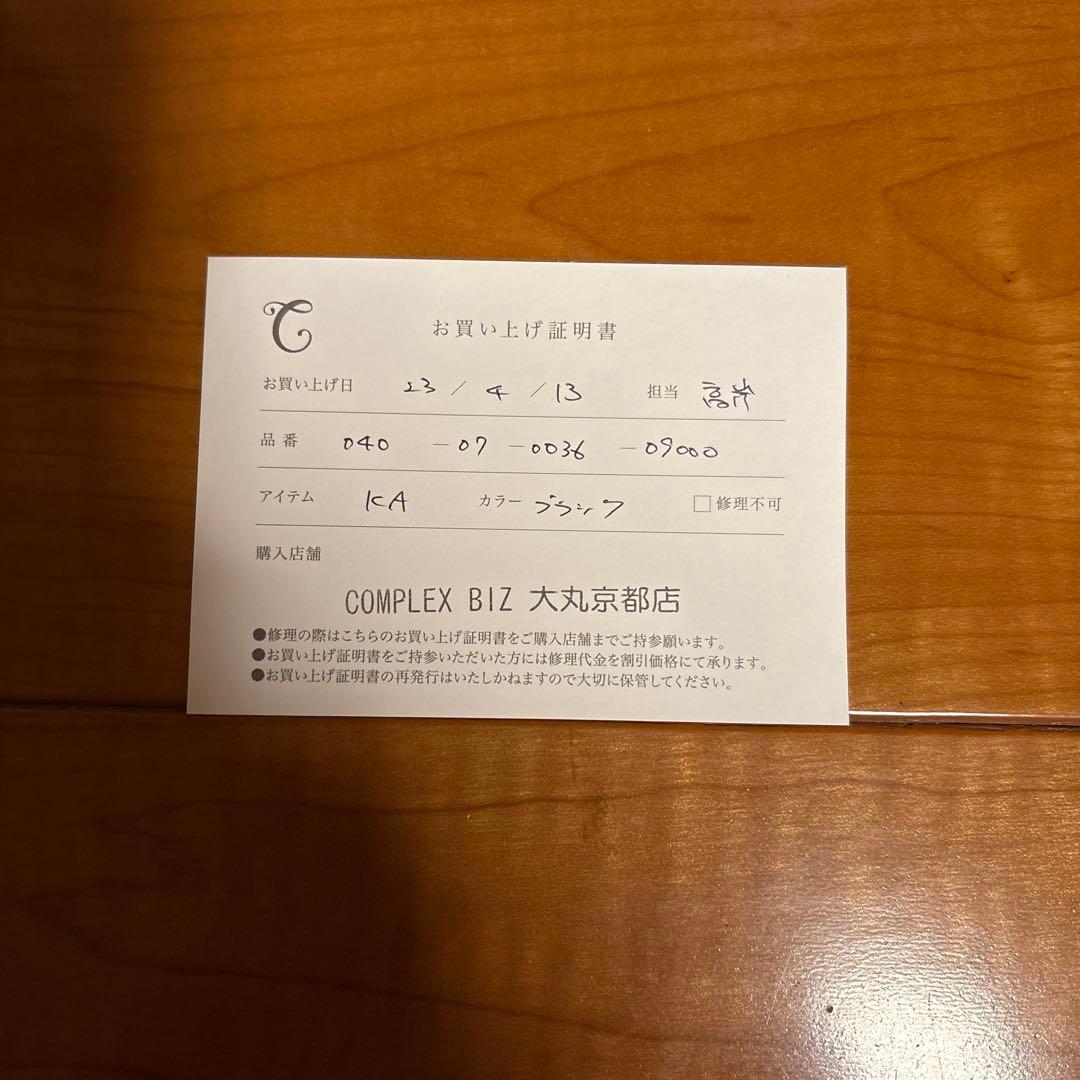 C
お買い上げ証明書
お買い上げ日 23 / 4 / 13 担当
品番 040 - 07 - 0036 - 09000
アイテム KA カラー ブラック □修理不可
購入店舗
COMPLEX BIZ 大丸京都店
●修理の際はこちらのお買い上げ証明書をご購入店舗までご持参願います。
●お買い上げ証明書をご持参いただいた方には修理代金を割引価格にて承ります。
●お買い上げ証明書の再発行はいたしかねますので大切に保管してください。